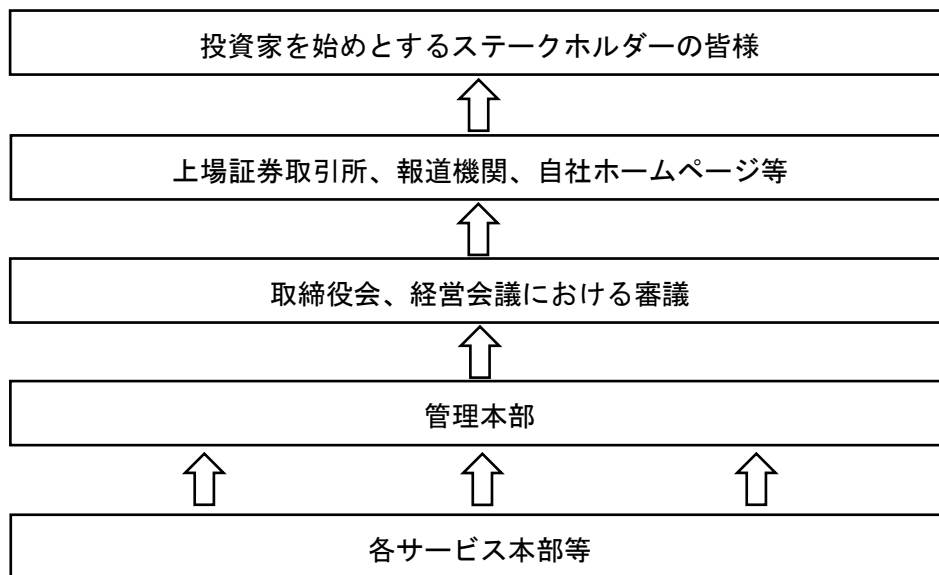 投資家を始めとするステークホルダーの皆様
上場証券取引所、報道機関、自社ホームページ等
取締役会、経営会議における審議
管理本部
各サービス本部等